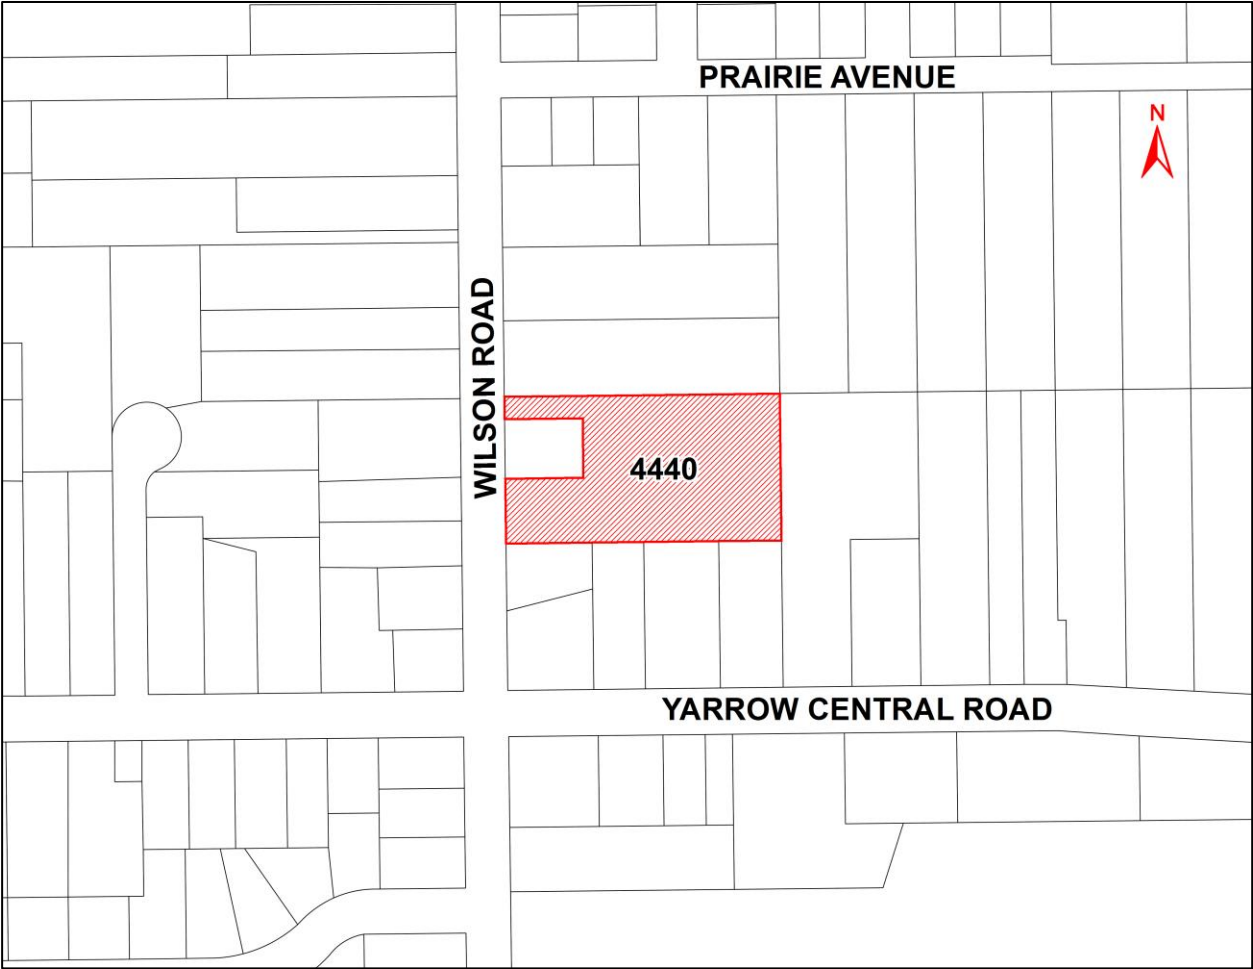 PRAIRIE AVENUE
N
WILSON ROAD
4440
YARROW CENTRAL ROAD